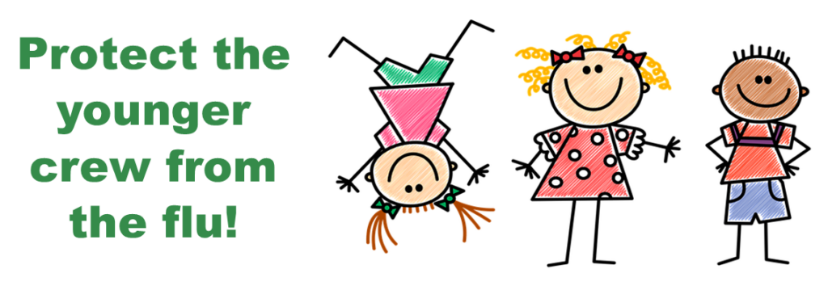 Protect the
younger
crew from
the flu!